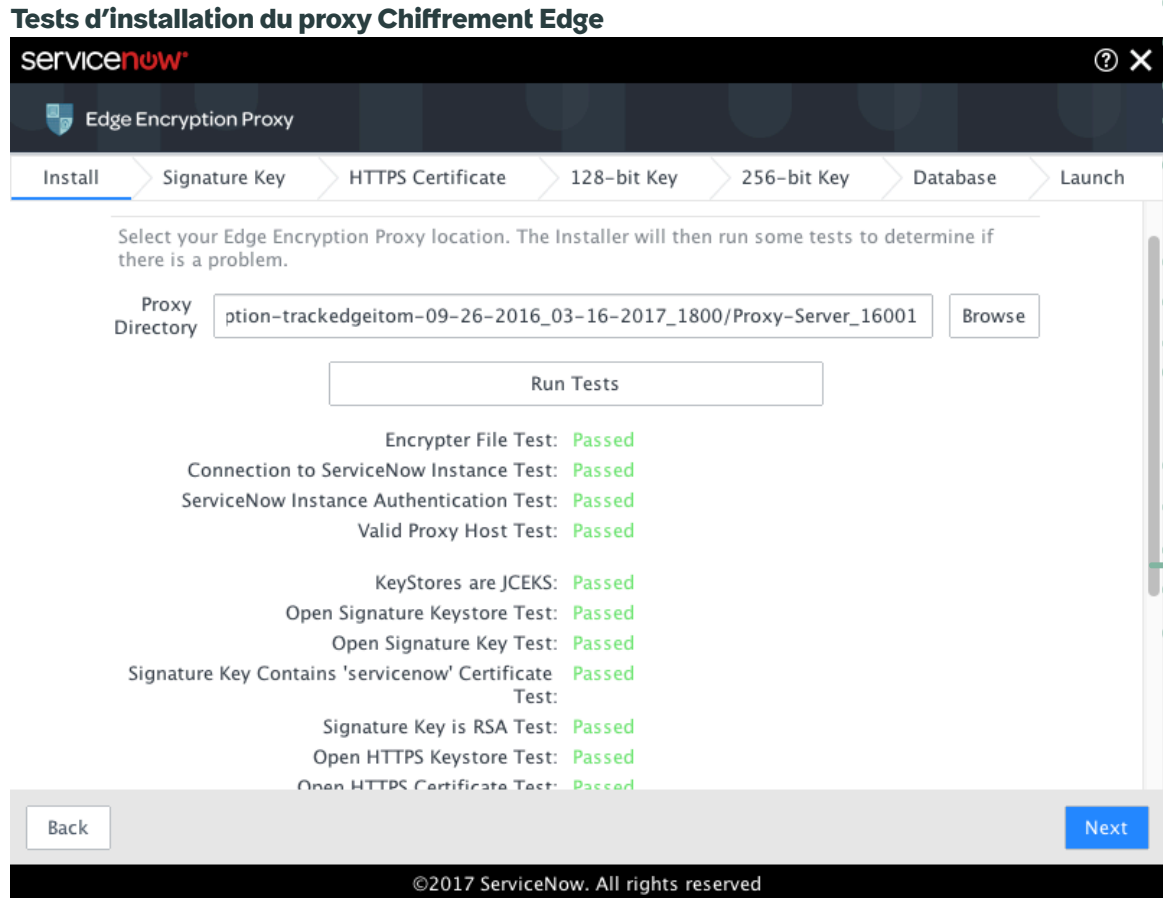 Tests d’installation du proxy Chiffrement Edge
servicenow
Edge Encryption Proxy
Install Signature Key HTTPS Certificate 128-bit Key 256-bit Key Database Launch
Select your Edge Encryption Proxy location. The Installer will then run some tests to determine if
there is a problem.
Proxy
Directory
ption-trackedgeitom-09-26-2016_03-16-2017_1800/Proxy-Server_16001 Browse
Run Tests
Encrypter File Test: Passed
Connection to ServiceNow Instance Test: Passed
ServiceNow Instance Authentication Test: Passed
Valid Proxy Host Test: Passed
KeyStores are JCEKS: Passed
Open Signature Keystore Test: Passed
Open Signature Key Test: Passed
Signature Key Contains 'servicenow' Certificate Passed
Test:
Signature Key is RSA Test: Passed
Open HTTPS Keystore Test: Passed
Open HTTPS Certificate Test: Passed
Back Next
©2017 ServiceNow. All rights reserved